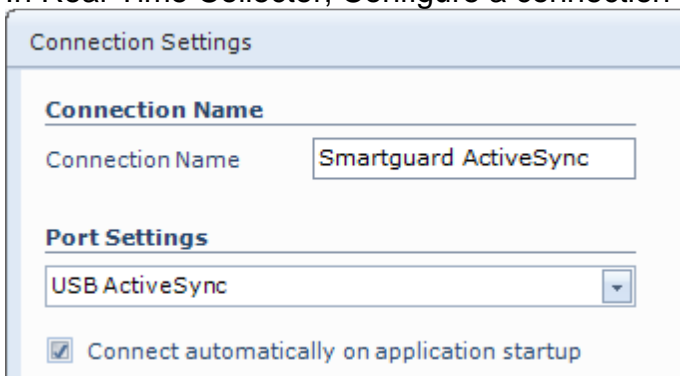 In Real Time Collector, Configure a connection
Connection Settings
Connection Name
Connection Name Smartguard ActiveSync
Port Settings
USB ActiveSync
Connect automatically on application startup